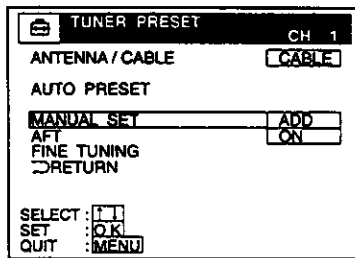 TUNER PRESET
CH 1
ANTENNA / CABLE CABLE
AUTO PRESET
MANUAL SET ADD
AFT ON
FINE TUNING
⊃RETURN
SELECT : ↑↓
SET : OK
QUIT : MENU